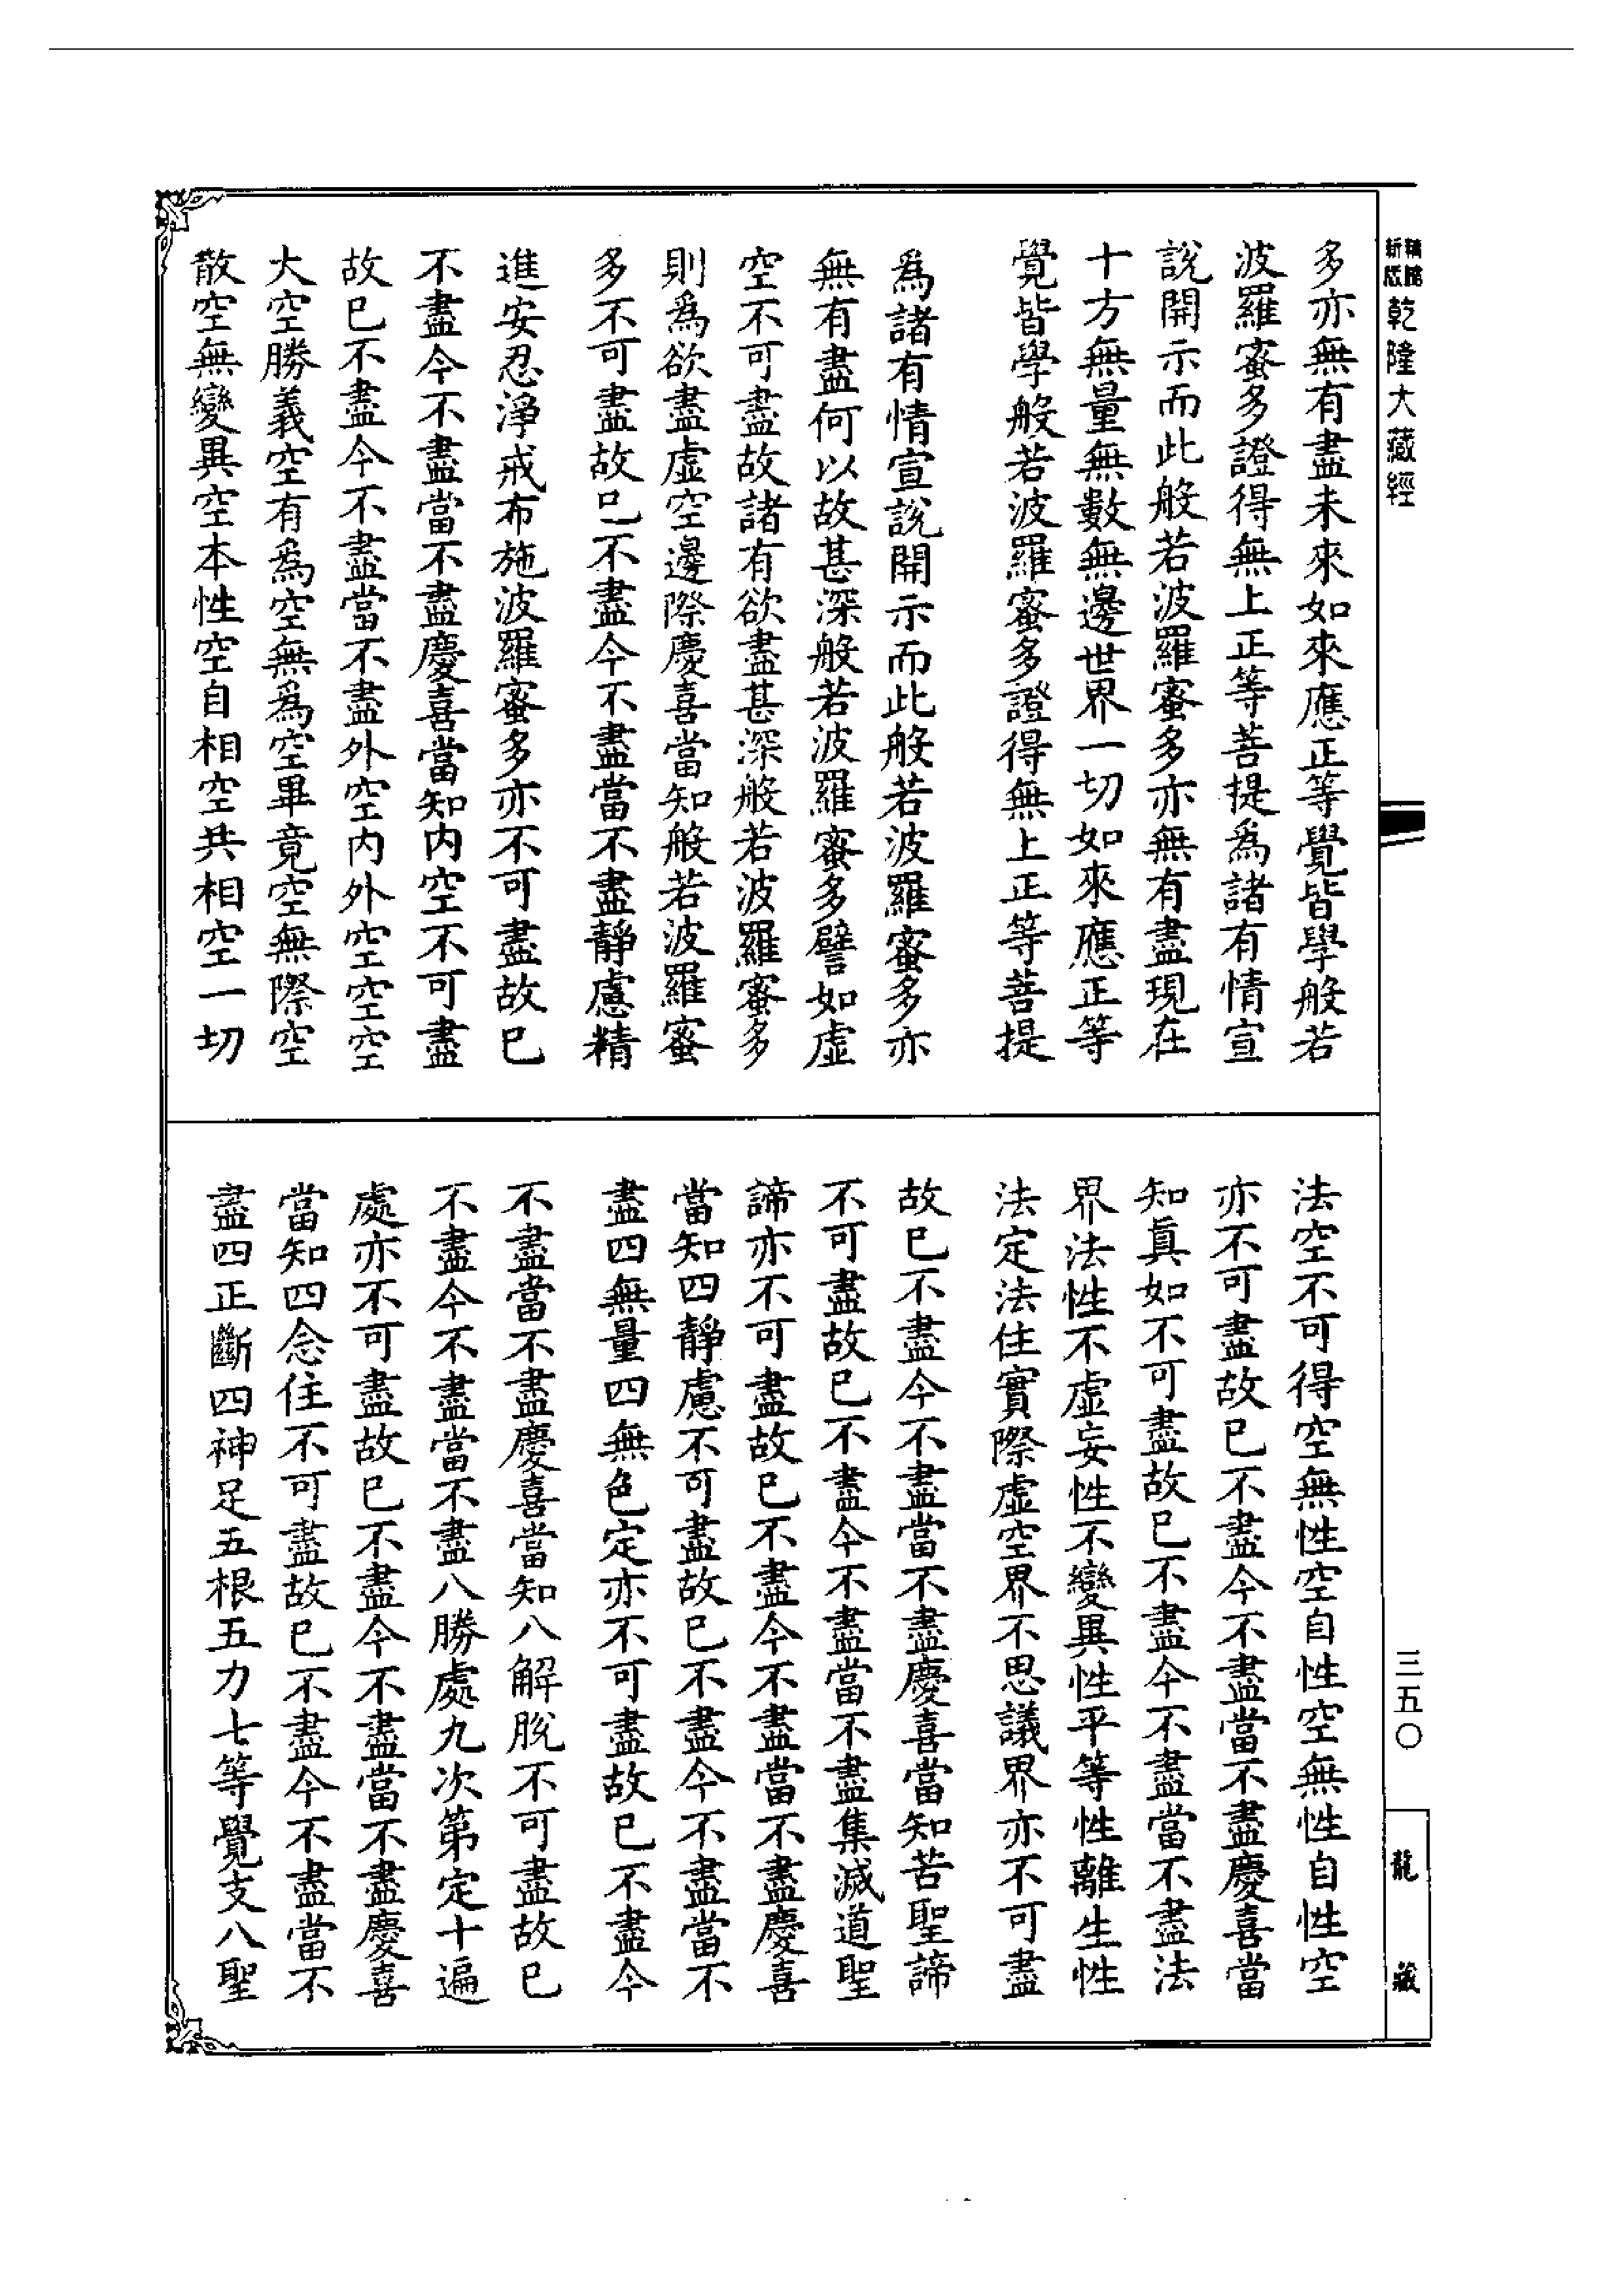 多亦無有盡未來如來應正等覺皆學般若
波羅蜜多證得無上正等菩提爲諸有情宣
說開示而此般若波羅蜜多亦無有盡現在
十方無量無數無邊世界一切如來應正等
覺皆學般若波羅蜜多證得無上正等菩提
爲諸有情宣說開示而此般若波羅蜜多亦
無有盡何以故甚深般若波羅蜜多譬如虛
空不可盡故諸有欲盡甚深般若波羅蜜多
則爲欲盡虛空邊際慶喜當知般若波羅蜜
多不可盡故已不盡今不盡當不盡靜慮精
進安忍淨戒布施波羅蜜多亦不可盡故已
不盡今不盡當不盡慶喜當知內空不可盡
故已不盡今不盡當不盡外空內外空空空
大空勝義空有爲空無爲空畢竟空無際空
散空無變異空本性空自相空共相空一切
法空不可得空無性空自性空無性自性空
亦不可盡故已不盡今不盡當不盡慶喜當
知眞如不可盡故已不盡今不盡當不盡法
界法性不虛妄性不變異性平等性離生性
法定法住實際虛空界不思議界亦不可盡
故已不盡今不盡當不盡慶喜當知苦聖諦
不可盡故已不盡今不盡當不盡集滅道聖
諦亦不可盡故已不盡今不盡當不盡慶喜
當知四靜慮不可盡故已不盡今不盡當不
盡四無量四無色定亦不可盡故已不盡今
不盡當不盡慶喜當知八解脫不可盡故已
不盡今不盡當不盡八勝處九次第定十遍
處亦不可盡故已不盡今不盡當不盡慶喜
當知四念住不可盡故已不盡今不盡當不
盡四正斷四神足五根五力七等覺支八聖
新版
精縮
乾隆大藏經
三五〇
龍藏